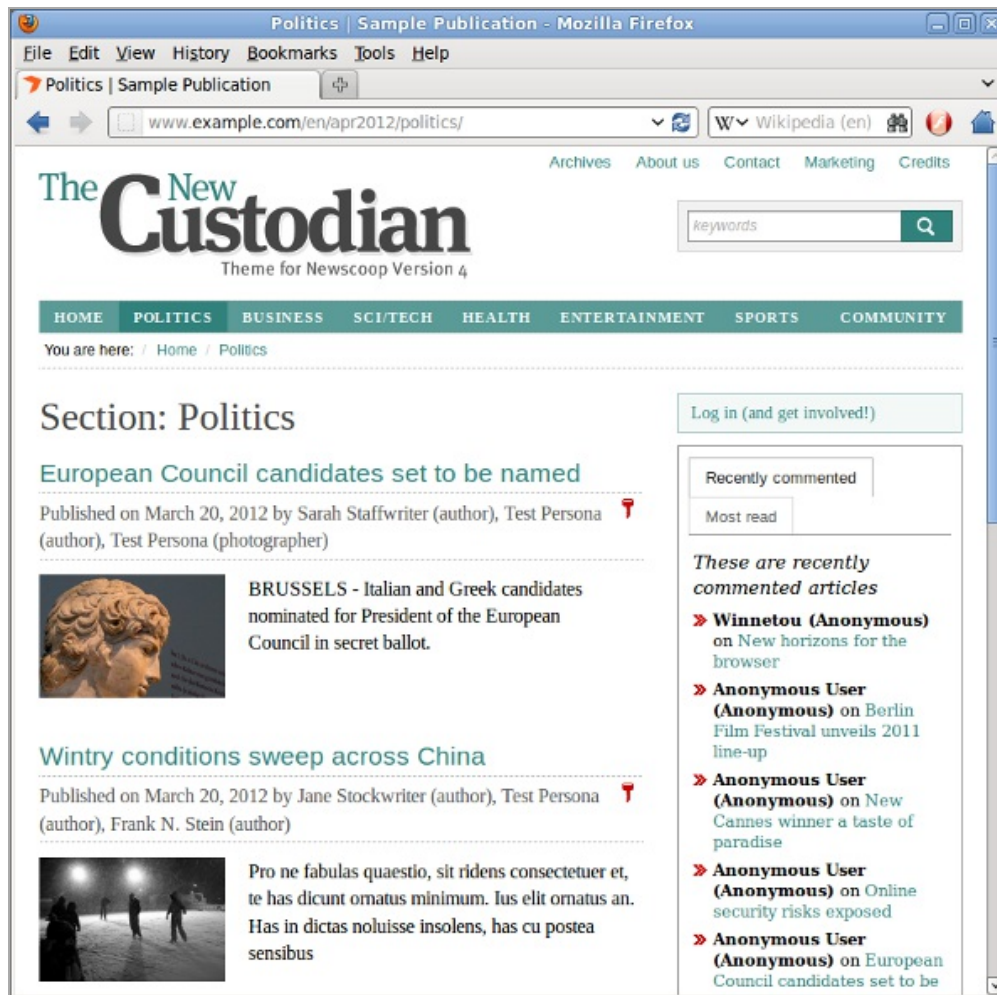 Politics | Sample Publication - Mozilla Firefox
File Edit View History Bookmarks Tools Help
Politics | Sample Publication
www.example.com/en/apr2012/politics/
W Wikipedia (en)
Archives About us Contact Marketing Credits
The New
Custodian
Theme for Newscoop Version 4
keywords
HOME POLITICS BUSINESS SCI/TECH HEALTH ENTERTAINMENT SPORTS COMMUNITY
You are here: / Home / Politics
Section: Politics
European Council candidates set to be named
Published on March 20, 2012 by Sarah Staffwriter (author), Test Persona
(author), Test Persona (photographer)
BRUSSELS - Italian and Greek candidates
nominated for President of the European
Council in secret ballot.
Wintry conditions sweep across China
Published on March 20, 2012 by Jane Stockwriter (author), Test Persona
(author), Frank N. Stein (author)
Pro ne fabulas quaestio, sit ridens consectetuer et,
te has dicunt ornatus minimum. Ius elit ornatus an.
Has in dictas noluisse insolens, has cu postea
sensibus
Log in (and get involved!)
Recently commented
Most read
These are recently
commented articles
Winnetou (Anonymous)
on New horizons for the
browser
Anonymous User
(Anonymous) on Berlin
Film Festival unveils 2011
line-up
Anonymous User
(Anonymous) on New
Cannes winner a taste of
paradise
Anonymous User
(Anonymous) on Online
security risks exposed
Anonymous User
(Anonymous) on European
Council candidates set to be